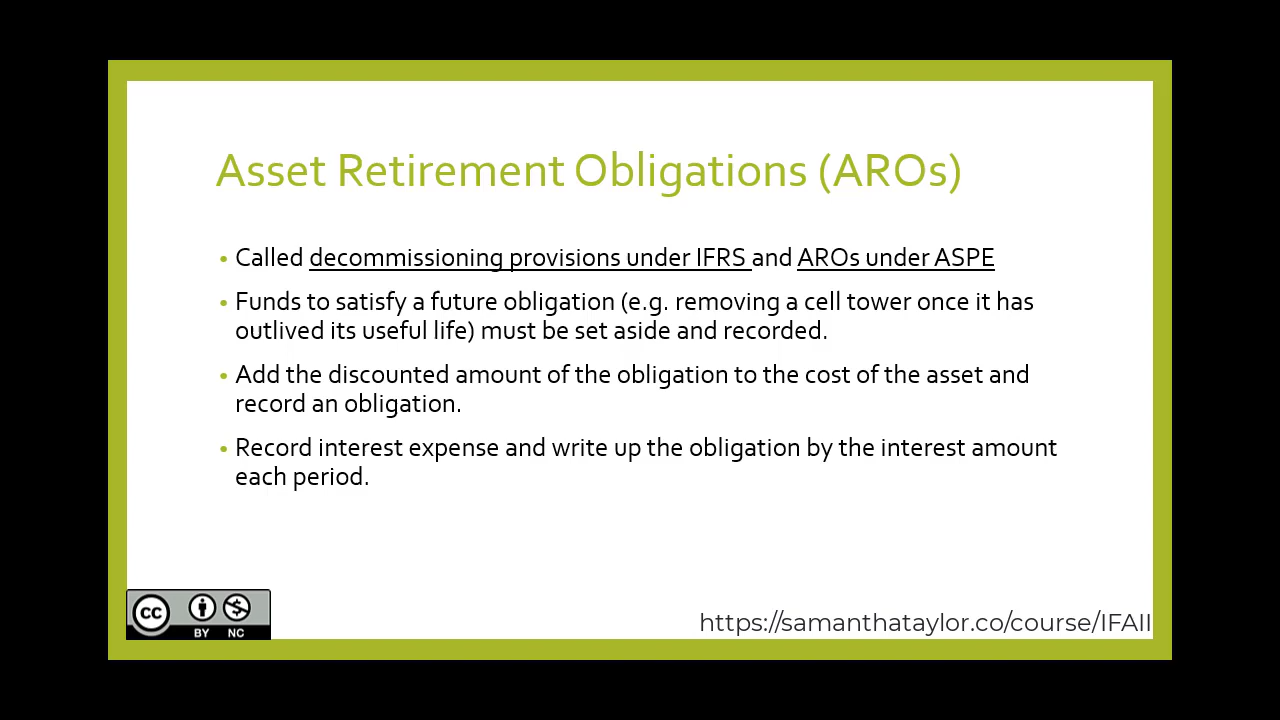 Asset Retirement Obligations (AROs)
• Called decommissioning provisions under IFRS and AROs under ASPE
• Funds to satisfy a future obligation (e.g. removing a cell tower once it has
outlived its useful life) must be set aside and recorded.
• Add the discounted amount of the obligation to the cost of the asset and
record an obligation.
• Record interest expense and write up the obligation by the interest amount
each period.
cc
BY NC
https://samanthataylor.co/course/IFAII